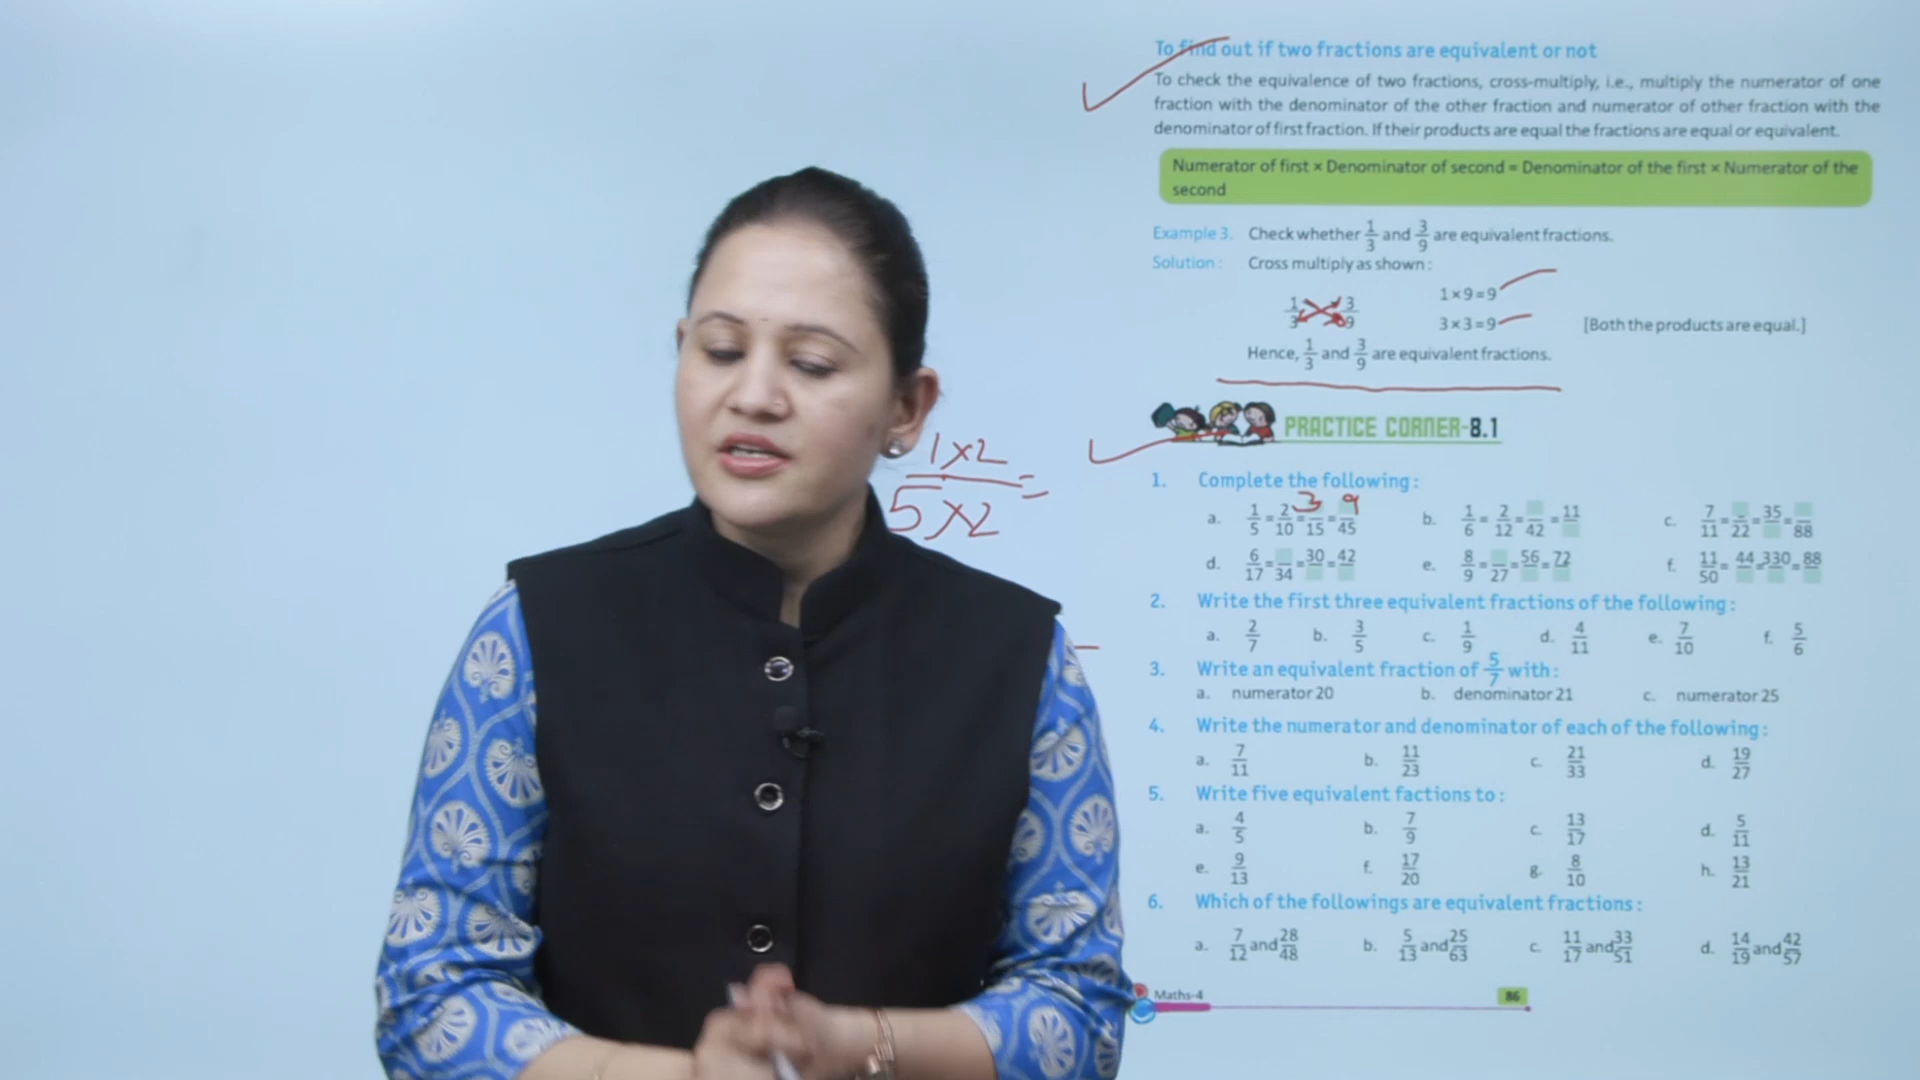 To find out if two fractions are equivalent or not
To check the equivalence of two fractions, cross-multiply, i.e., multiply the numerator of one
fraction with the denominator of the other fraction and numerator of other fraction with the
denominator of first fraction. If their products are equal the fractions are equal or equivalent.
Numerator of first × Denominator of second = Denominator of the first × Numerator of the
second
Example 3. Check whether 1/3 and 3/9 are equivalent fractions.
Solution : Cross multiply as shown :
1/3 3/9 1 × 9 = 9
3 × 3 = 9 [Both the products are equal.]
Hence, 1/3 and 3/9 are equivalent fractions.
PRACTICE CORNER-8.1
1×2/5×2 =
1. Complete the following :
a. 1/5 = 2/10 = 3/15 = 9/45 b. 1/6 = 2/12 = /42 = 11/ c. 7/11 = /22 = 35/ = /88
d. 6/17 = /34 = 30/ = 42/ e. 8/9 = /27 = 56/ = 72/ f. 11/50 = 44/ = 330/ = 88/
2. Write the first three equivalent fractions of the following :
a. 2/7 b. 3/5 c. 1/9 d. 4/11 e. 7/10 f. 5/6
3. Write an equivalent fraction of 5/7 with :
a. numerator 20 b. denominator 21 c. numerator 25
4. Write the numerator and denominator of each of the following :
a. 7/11 b. 11/23 c. 21/33 d. 19/27
5. Write five equivalent factions to :
a. 4/5 b. 7/9 c. 13/17 d. 5/11
e. 9/13 f. 17/20 g. 8/10 h. 13/21
6. Which of the followings are equivalent fractions :
a. 7/12 and 28/48 b. 5/13 and 25/63 c. 11/17 and 33/51 d. 14/19 and 42/57
Maths-4 86